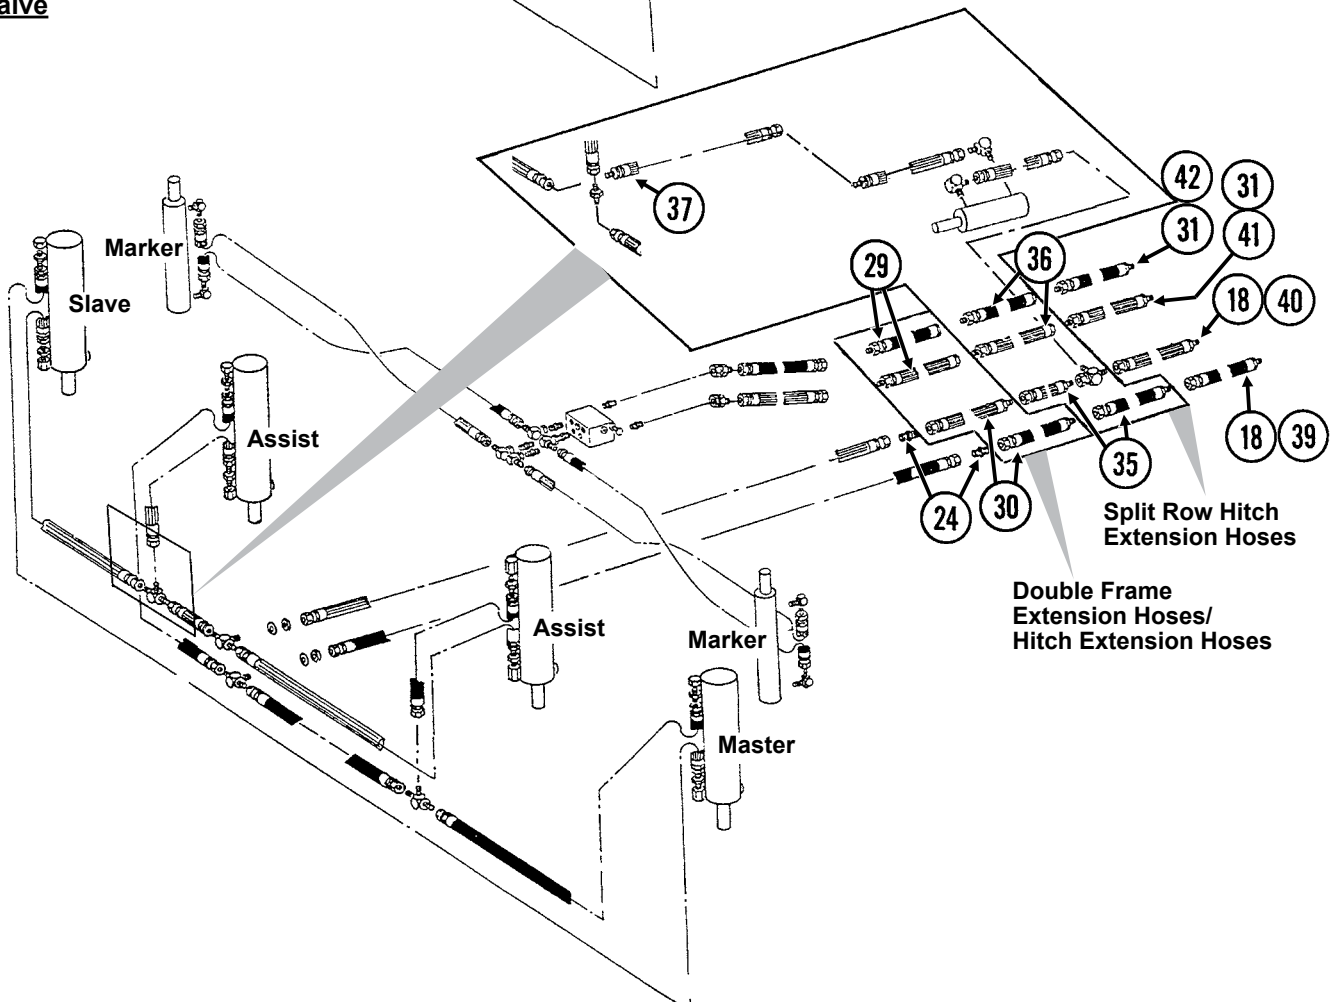 alve
37
42
31
31
41
29
36
18
40
Marker
Slave
Assist
18
39
35
24
30
Split Row Hitch
Extension Hoses
Double Frame
Extension Hoses/
Hitch Extension Hoses
Assist
Marker
Master